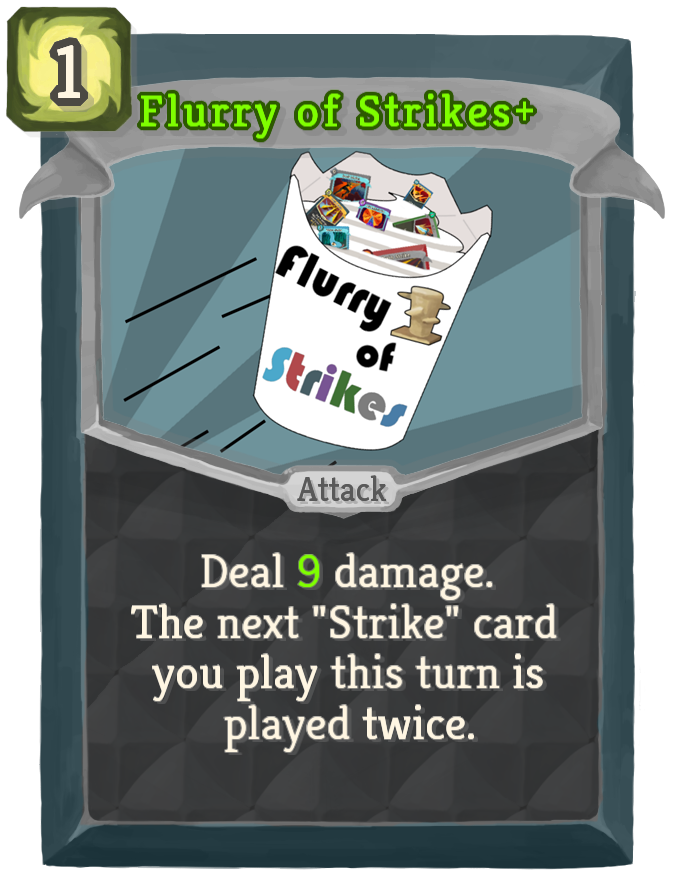 1
Flurry of Strikes+
Flurry
of
Strikes
Attack
Deal 9 damage.
The next "Strike" card
you play this turn is
played twice.